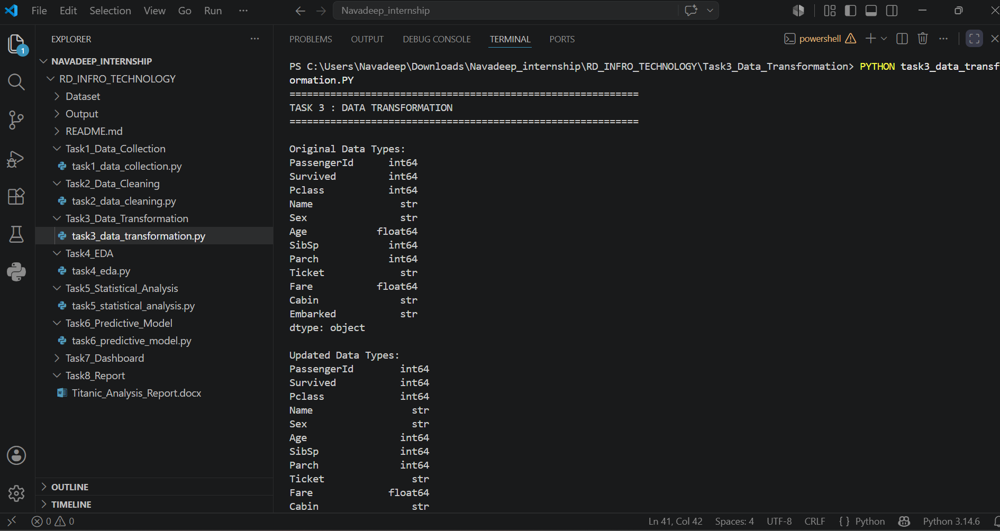 File Edit Selection View Go Run ···
Navadeep_internship
EXPLORER ···
1
NAVADEEP_INTERNSHIP
RD_INFRO_TECHNOLOGY
Dataset
Output
README.md
Task1_Data_Collection
task1_data_collection.py
Task2_Data_Cleaning
task2_data_cleaning.py
Task3_Data_Transformation
task3_data_transformation.py
Task4_EDA
task4_eda.py
Task5_Statistical_Analysis
task5_statistical_analysis.py
Task6_Predictive_Model
task6_predictive_model.py
Task7_Dashboard
Task8_Report
Titanic_Analysis_Report.docx
OUTLINE
TIMELINE
PROBLEMS OUTPUT DEBUG CONSOLE TERMINAL PORTS
powershell
PS C:\Users\Navadeep\Downloads\Navadeep_internship\RD_INFRO_TECHNOLOGY\Task3_Data_Transformation> PYTHON task3_data_transf
ormation.PY
============================================================
TASK 3 : DATA TRANSFORMATION
============================================================
Original Data Types:
PassengerId int64
Survived int64
Pclass int64
Name str
Sex str
Age float64
SibSp int64
Parch int64
Ticket str
Fare float64
Cabin str
Embarked str
dtype: object
Updated Data Types:
PassengerId int64
Survived int64
Pclass int64
Name str
Sex str
Age int64
SibSp int64
Parch int64
Ticket str
Fare float64
Cabin str
0 0 Ln 41, Col 42 Spaces: 4 UTF-8 CRLF { } Python Python 3.14.6